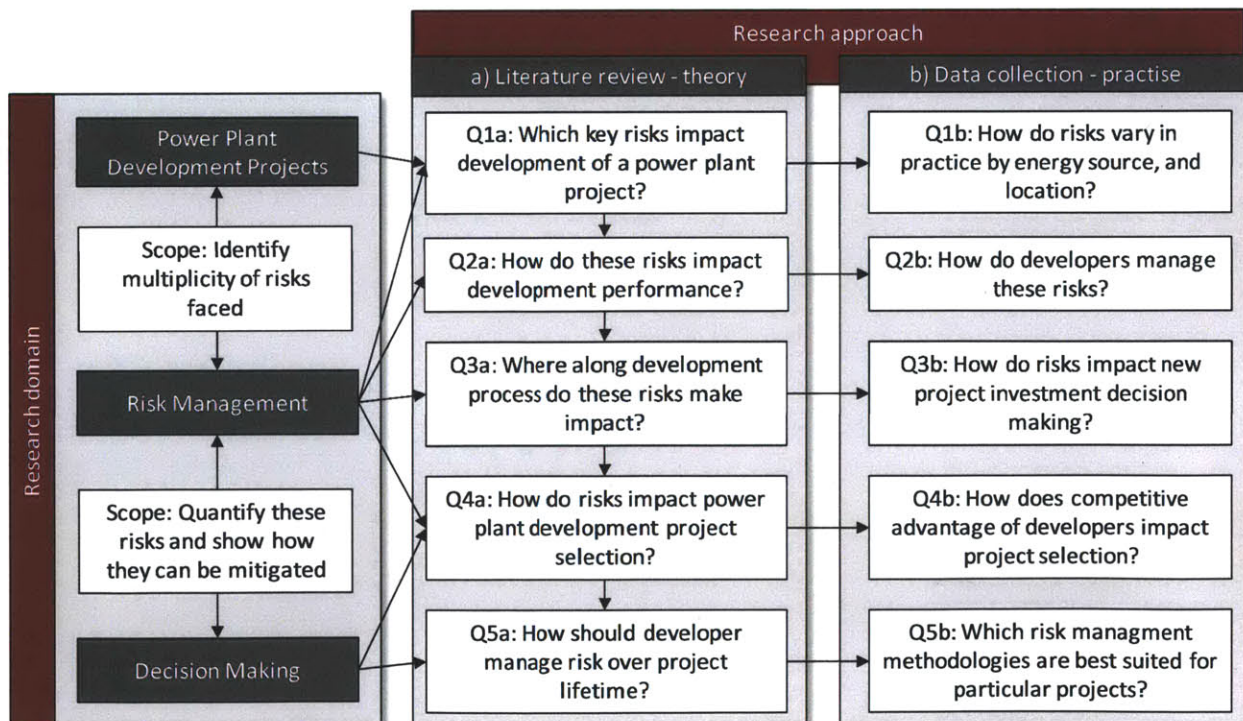 Research approach
a) Literature review - theory
b) Data collection - practise
Research domain
Power Plant
Development Projects
Scope: Identify
multiplicity of risks
faced
Risk Management
Scope: Quantify these
risks and show how
they can be mitigated
Decision Making
Q1a: Which key risks impact
development of a power plant
project?
Q2a: How do these risks impact
development performance?
Q3a: Where along development
process do these risks make
impact?
Q4a: How do risks impact power
plant development project
selection?
Q5a: How should developer
manage risk over project
lifetime?
Q1b: How do risks vary in
practice by energy source, and
location?
Q2b: How do developers manage
these risks?
Q3b: How do risks impact new
project investment decision
making?
Q4b: How does competitive
advantage of developers impact
project selection?
Q5b: Which risk managment
methodologies are best suited for
particular projects?